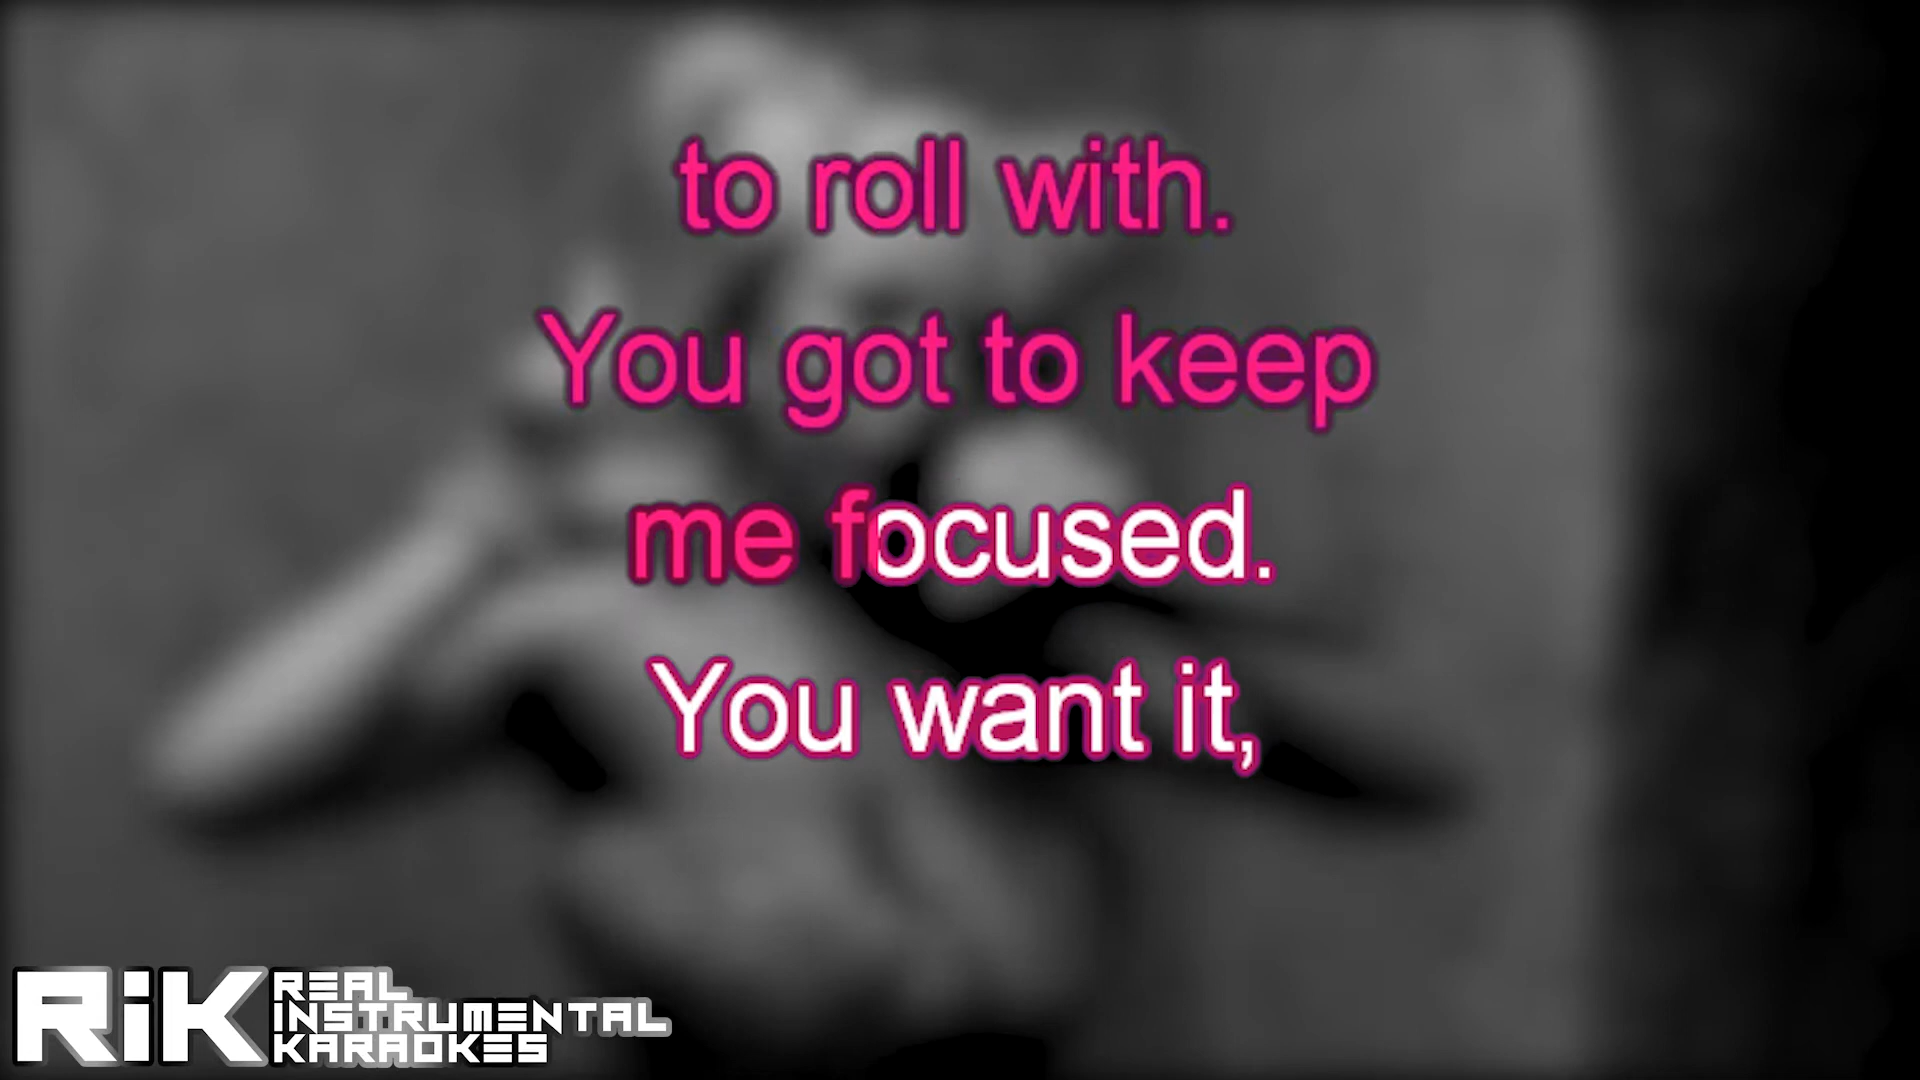 to roll with.
You got to keep
me focused.
You want it,
RiK
REAL
INSTRUMENTAL
KARAOKES